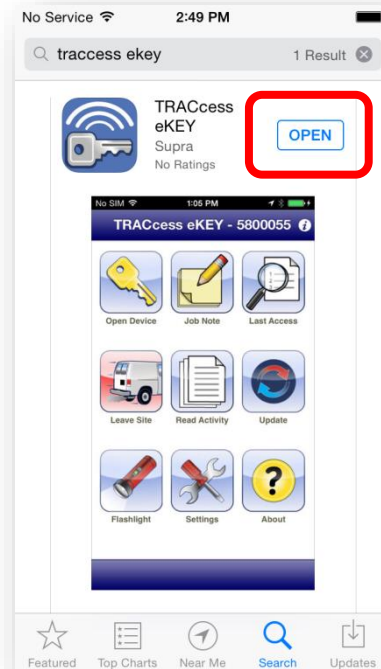 No Service 2:49 PM
traccess ekey 1 Result
TRACcess
eKEY
Supra
No Ratings
OPEN
No SIM 1:05 PM
TRACcess eKEY - 5800055
Open Device Job Note Last Access
Leave Site Read Activity Update
Flashlight Settings About
Featured Top Charts Near Me Search Updates